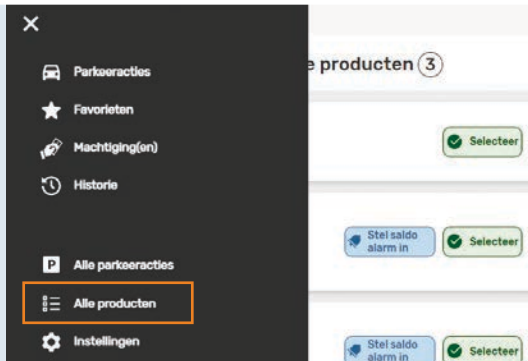 Parkeeracties
Favorieten
Machtiging(en)
Historie
P Alle parkeeracties
Alle producten
Instellingen
e producten 3
Selecteer
Stel saldo
alarm in
Selecteer
Stel saldo
alarm in
Selecteer